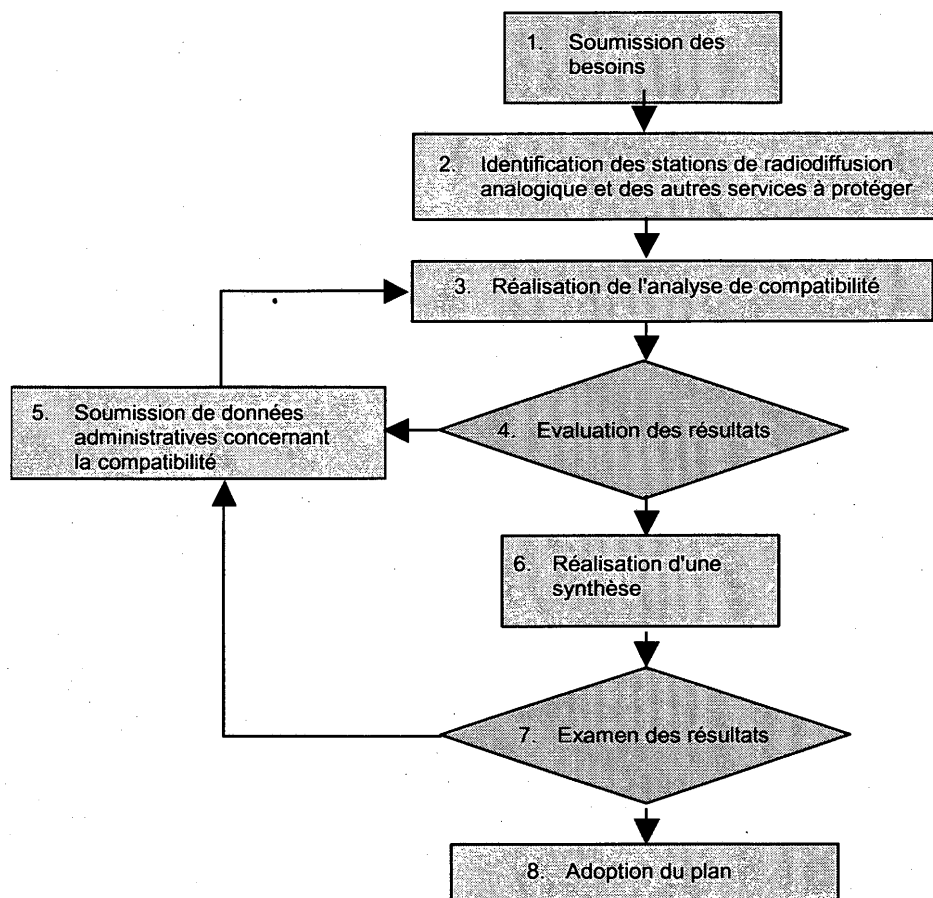 1. Soumission des
besoins
2. Identification des stations de radiodiffusion
analogique et des autres services à protéger
3. Réalisation de l'analyse de compatibilité
4. Evaluation des résultats
5. Soumission de données
administratives concernant
la compatibilité
6. Réalisation d'une
synthèse
7. Examen des résultats
8. Adoption du plan